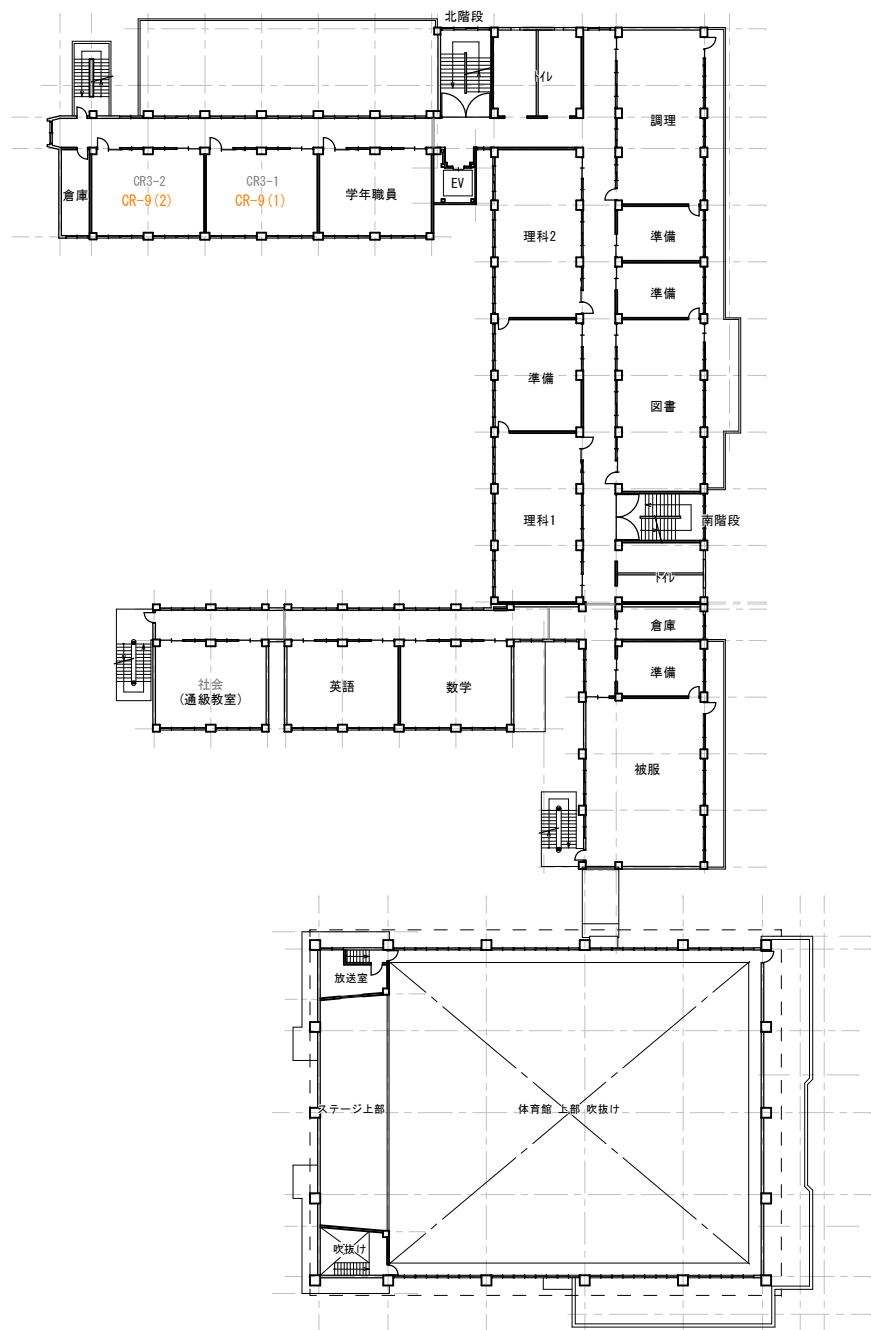 北階段
トイレ
調理
CR3-2
CR-9(2)
CR3-1
CR-9(1)
学年職員
倉庫
EV
理科2
準備
準備
準備
図書
理科1
南階段
トイレ
倉庫
準備
社会
(通級教室)
英語
数学
被服
放送室
ステージ上部
体育館 上部 吹抜け
吹抜け